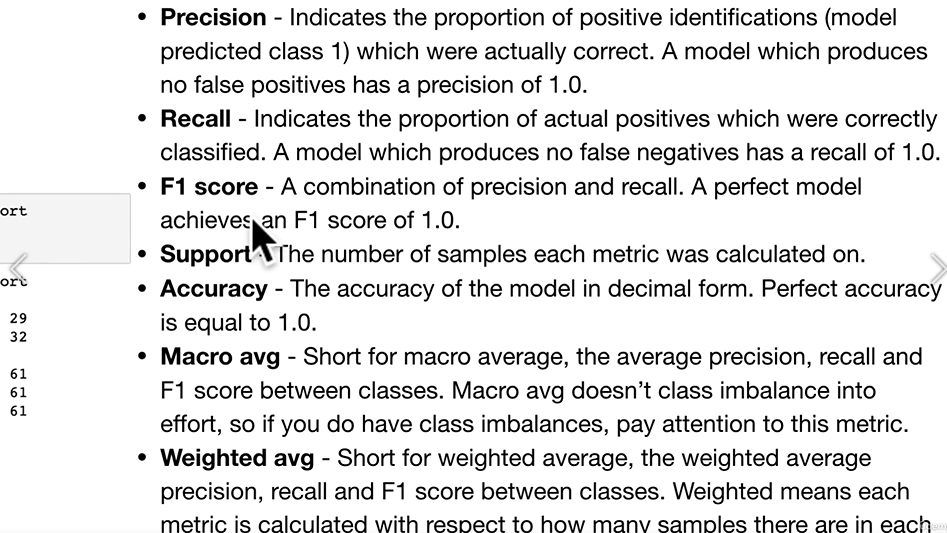 • Precision - Indicates the proportion of positive identifications (model
predicted class 1) which were actually correct. A model which produces
no false positives has a precision of 1.0.
• Recall - Indicates the proportion of actual positives which were correctly
classified. A model which produces no false negatives has a recall of 1.0.
• F1 score - A combination of precision and recall. A perfect model
achieves an F1 score of 1.0.
• Support - The number of samples each metric was calculated on.
• Accuracy - The accuracy of the model in decimal form. Perfect accuracy
is equal to 1.0.
• Macro avg - Short for macro average, the average precision, recall and
F1 score between classes. Macro avg doesn’t class imbalance into
effort, so if you do have class imbalances, pay attention to this metric.
• Weighted avg - Short for weighted average, the weighted average
precision, recall and F1 score between classes. Weighted means each
metric is calculated with respect to how many samples there are in each
ort
ort
29
32
61
61
61